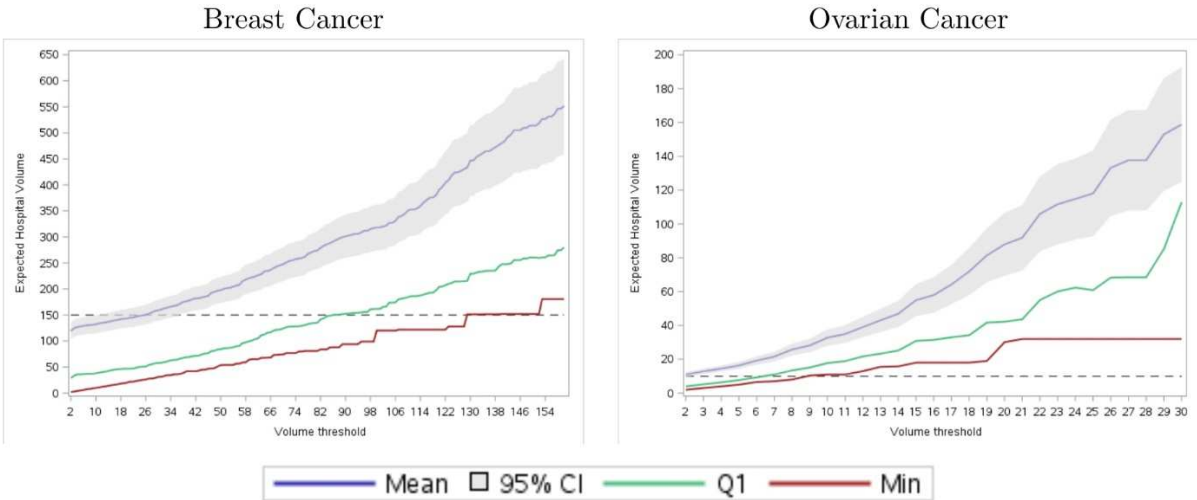 Breast Cancer
Ovarian Cancer
650
600
550
500
450
400
350
300
250
200
150
100
50
0
Expected Hospital Volume
2 10 18 26 34 42 50 58 66 74 82 90 98 106 114 122 130 138 146 154
Volume threshold
200
180
160
140
120
100
80
60
40
20
0
Expected Hospital Volume
2 3 4 5 6 7 8 9 10 11 12 13 14 15 16 17 18 19 20 21 22 23 24 25 26 27 28 29 30
Volume threshold
Mean 95% CI Q1 Min